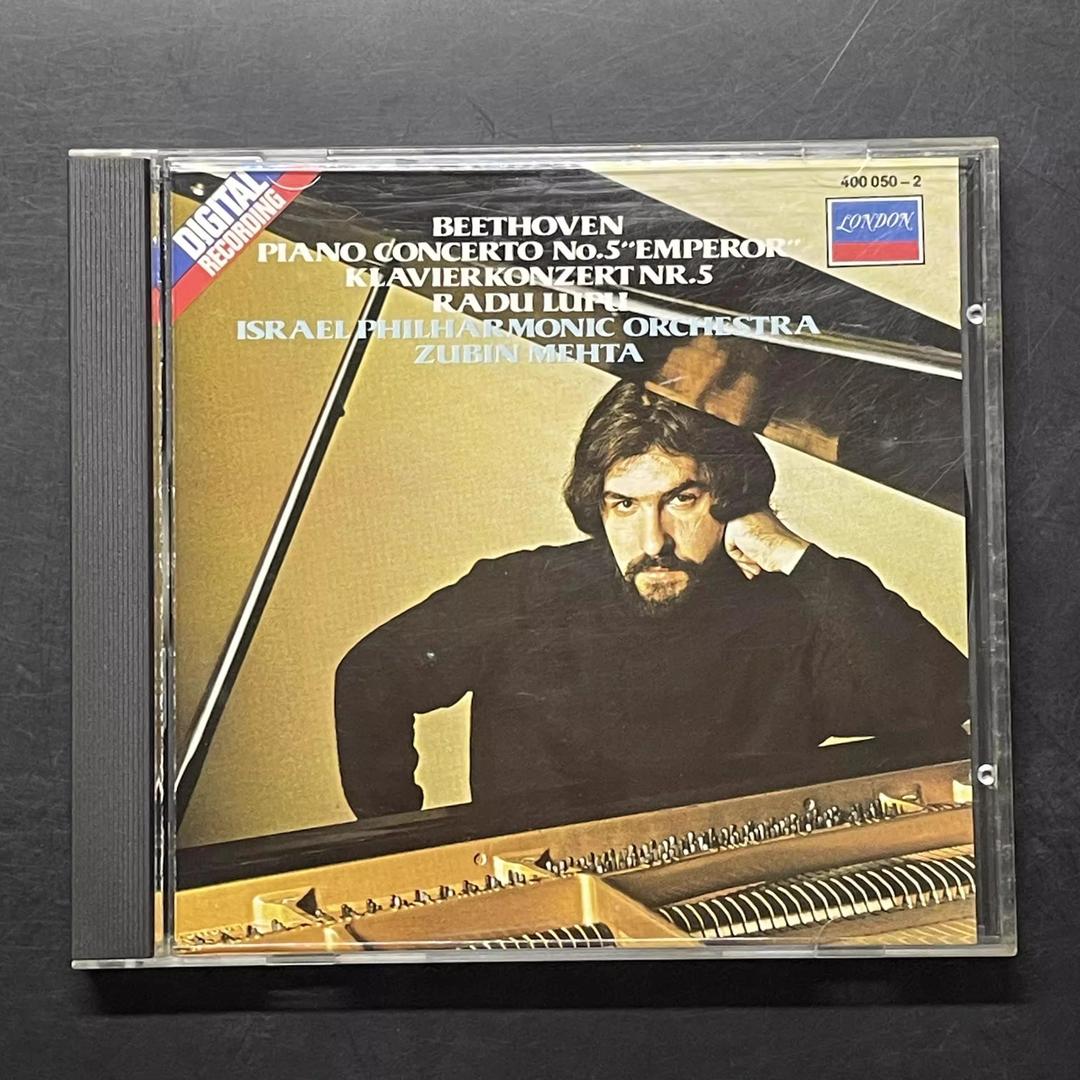 DIGITAL
RECORDING
400 050-2
LONDON
BEETHOVEN
PIANO CONCERTO No.5 "EMPEROR"
KLAVIERKONZERT NR.5
RADU LUPU
ISRAEL PHILHARMONIC ORCHESTRA
ZUBIN MEHTA